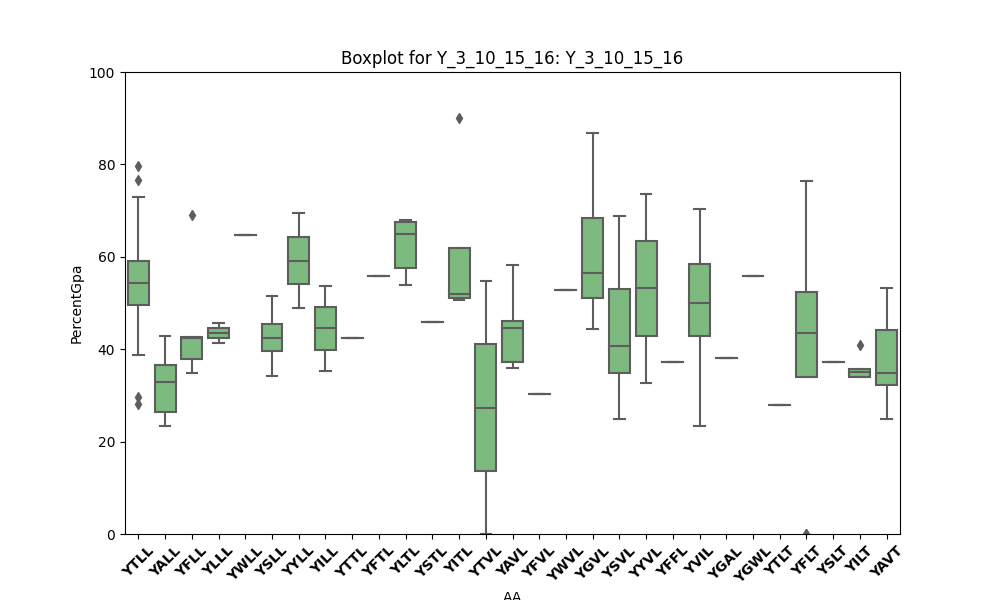 Boxplot for Y_3_10_15_16: Y_3_10_15_16
100
80
60
40
20
0
PercentGpa
YTLL YALL YFLL YLLL YWLL YSLL YYLL YILL YTTL YFTL YLTL YSTL YITL YTVL YAVL YFVL YWVL YGVL YSVL YYVL YFFL YVIL YGAL YGWL YTLT YFLT YSLT YILT YAVT
AA